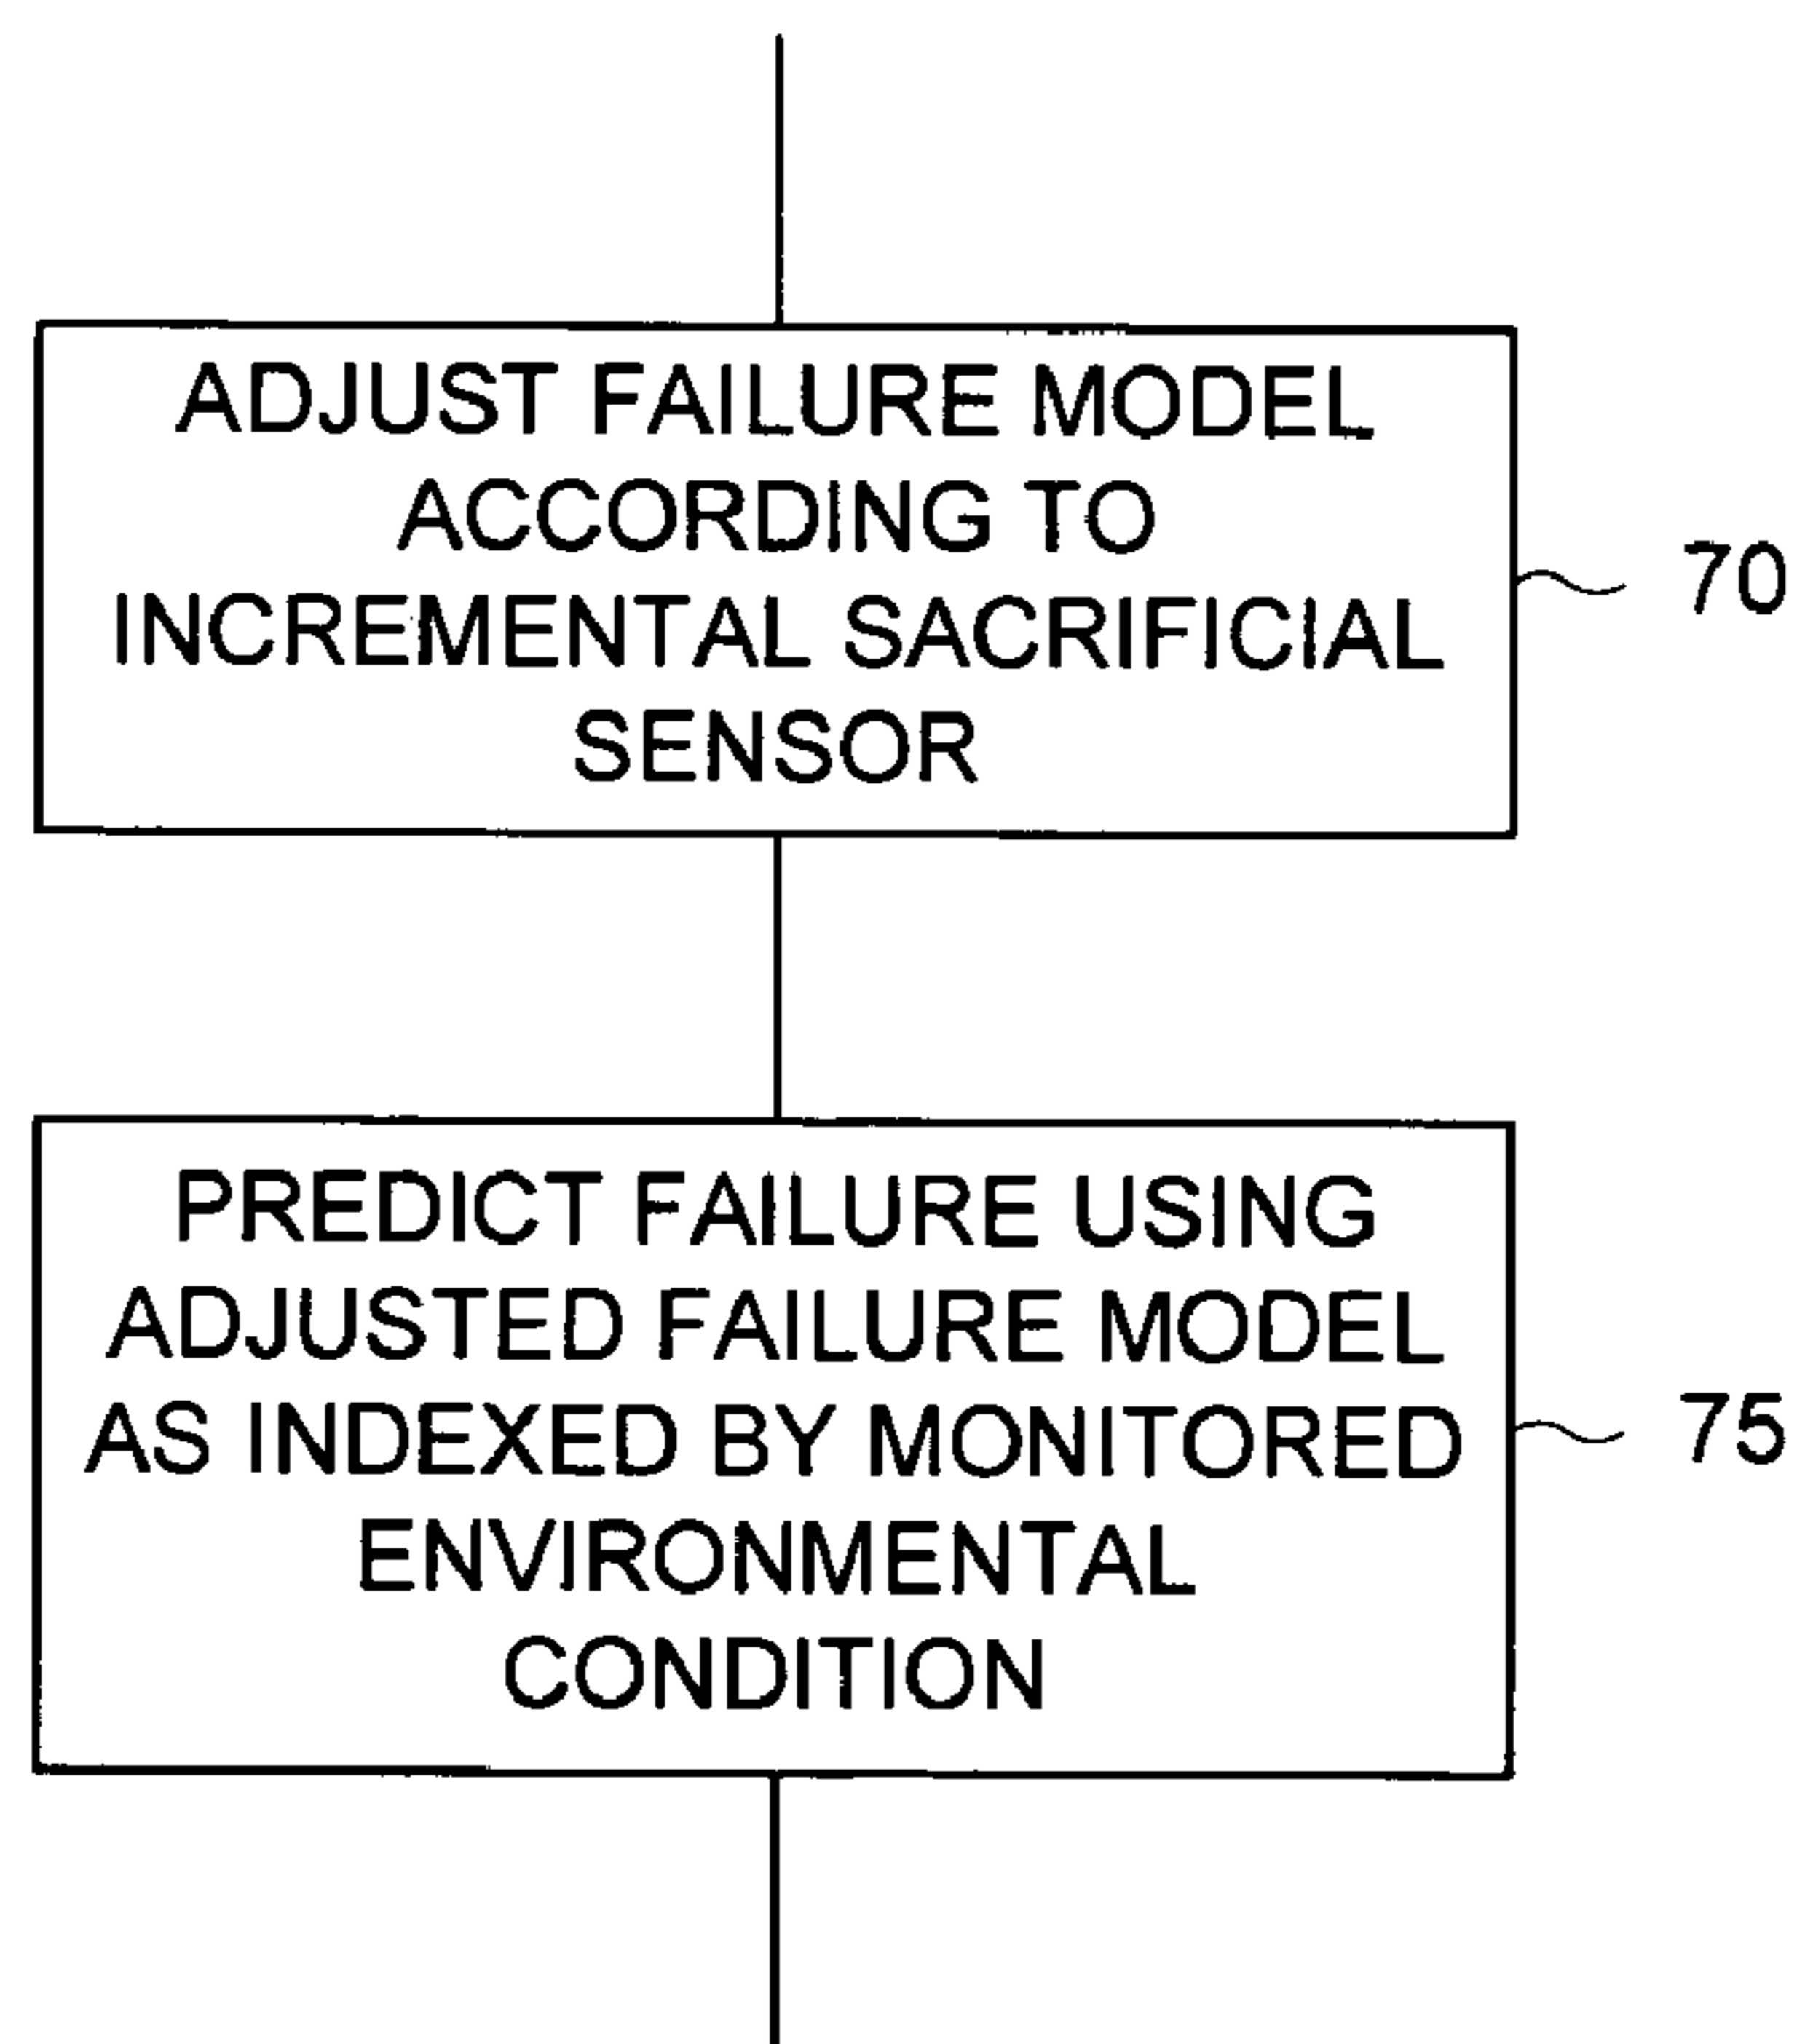 ADJUST FAILURE MODEL
ACCORDING TO
INCREMENTAL SACRIFICIAL
SENSOR
70
PREDICT FAILURE USING
ADJUSTED FAILURE MODEL
AS INDEXED BY MONITORED
ENVIRONMENTAL
CONDITION
75